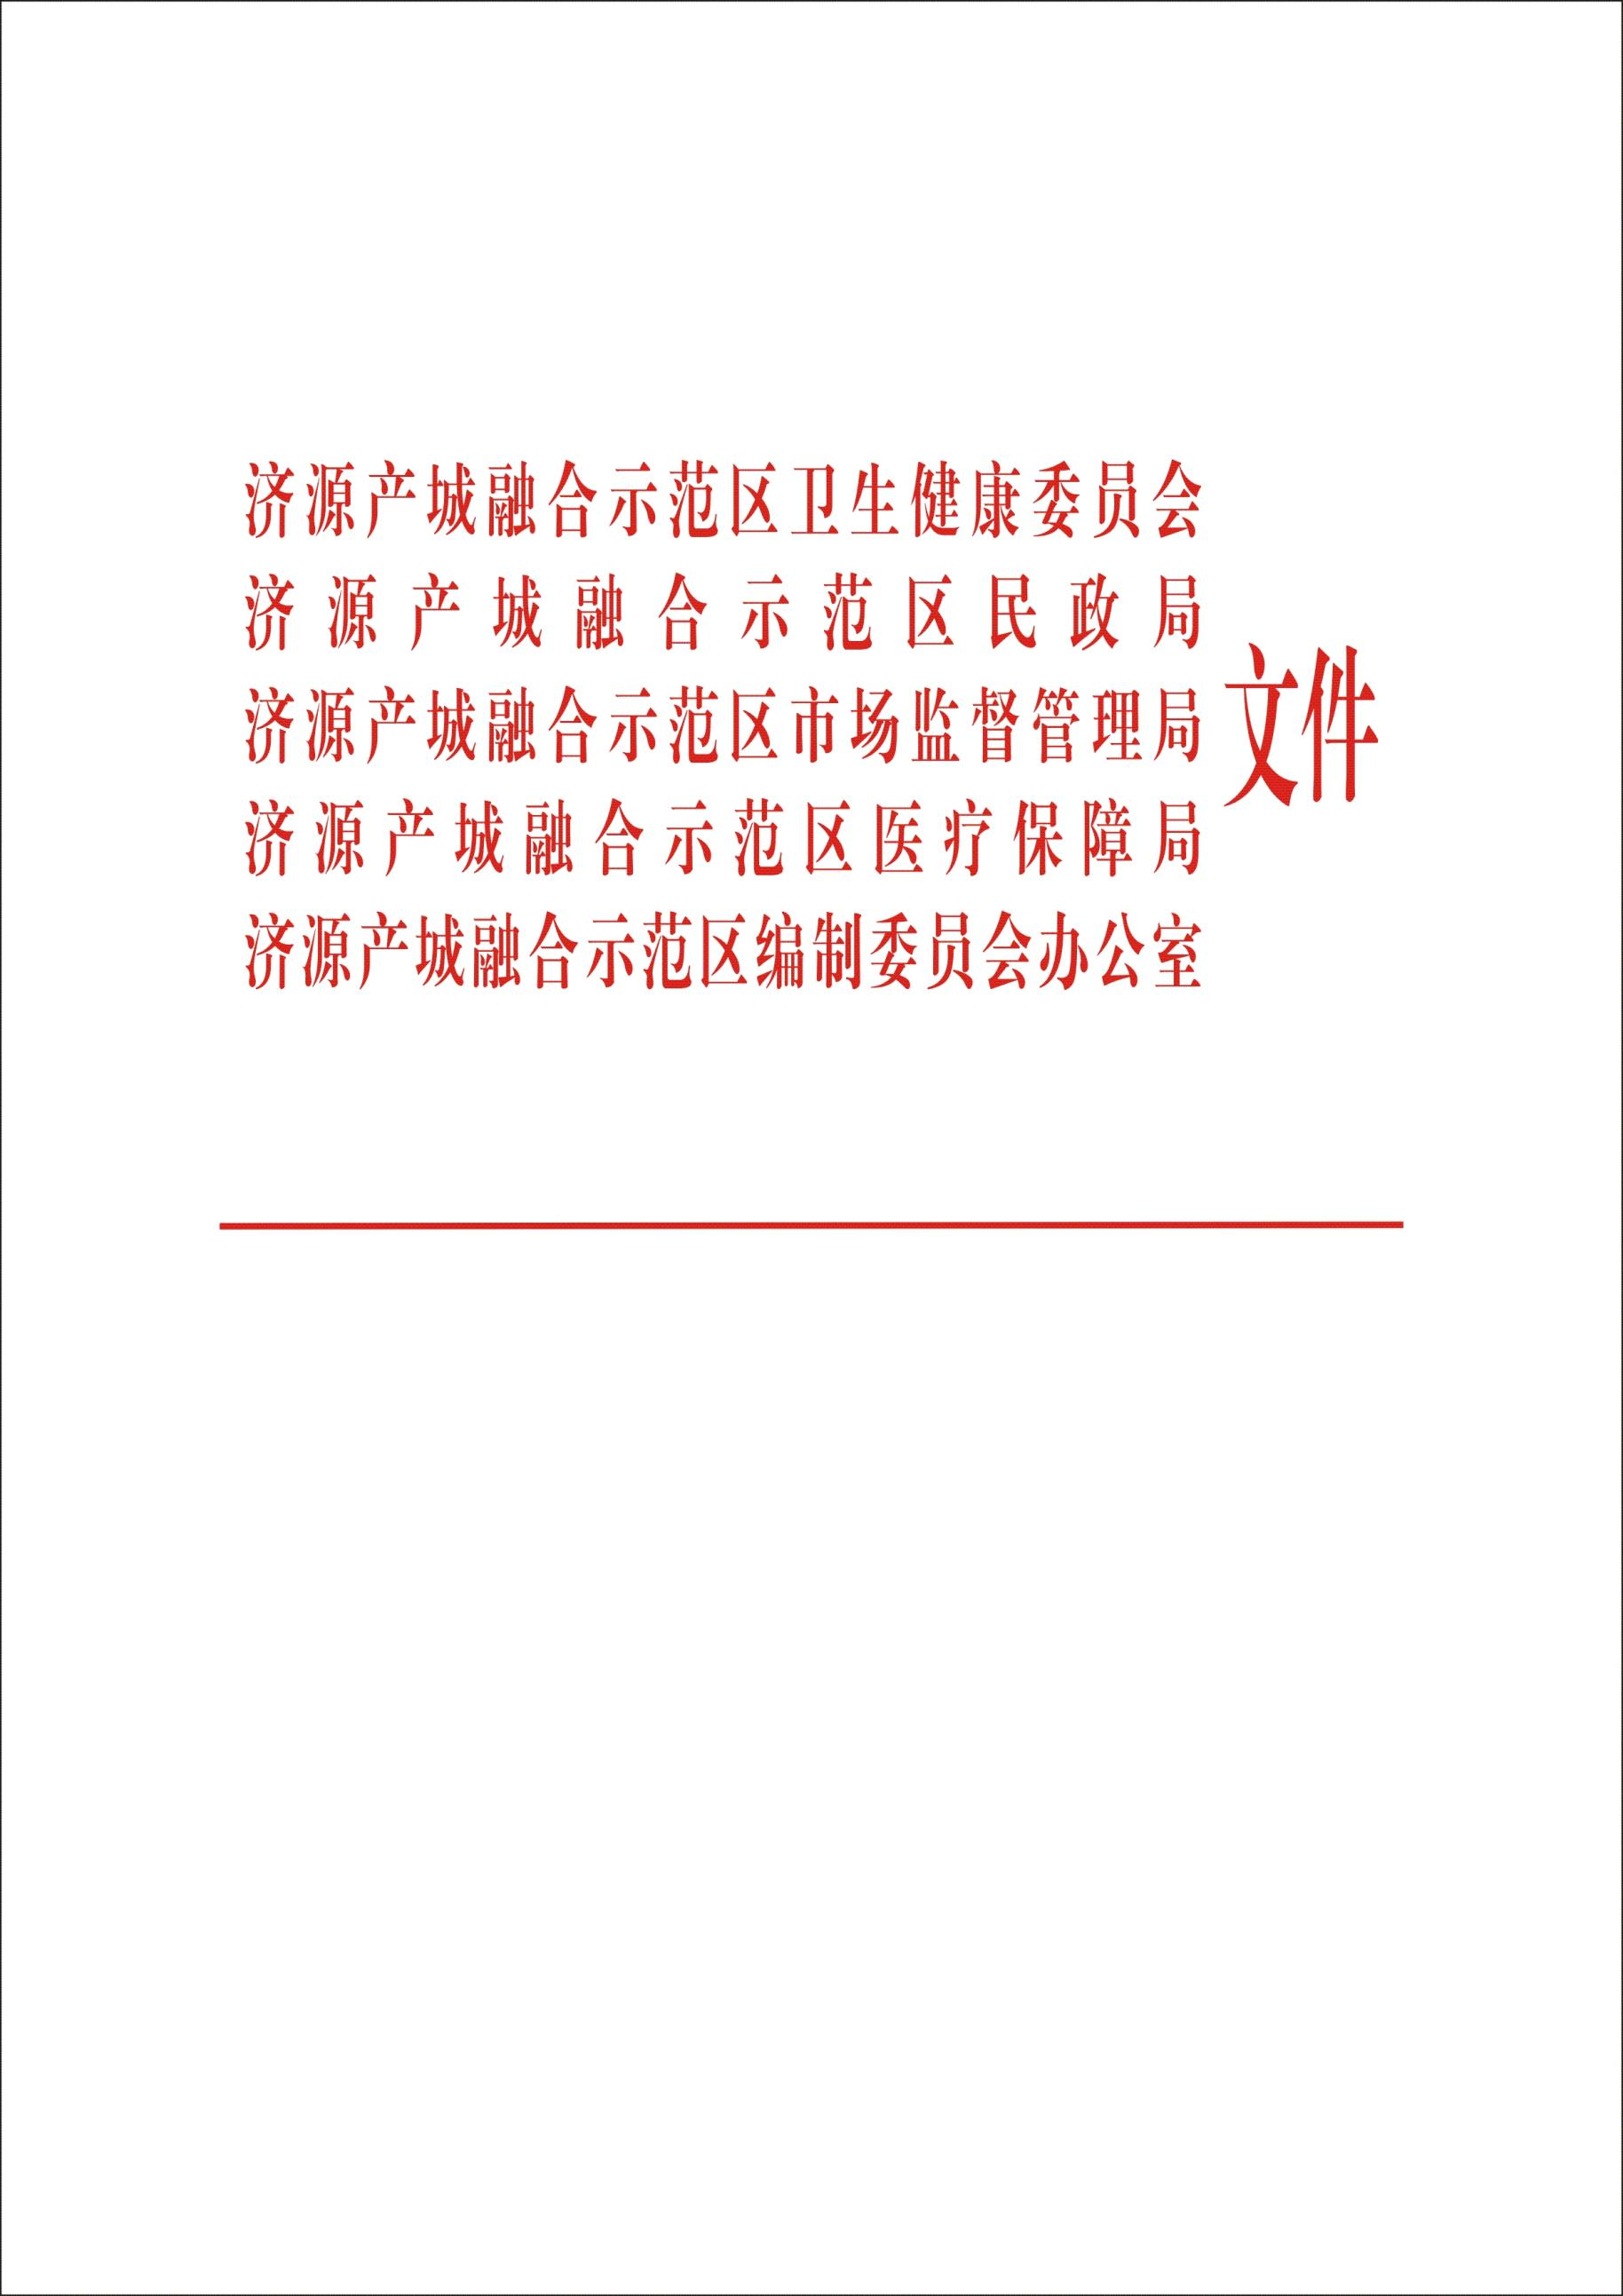 济源产城融合示范区卫生健康委员会
济源产城融合示范区民政局
济源产城融合示范区市场监督管理局
文件
济源产城融合示范区医疗保障局
济源产城融合示范区编制委员会办公室